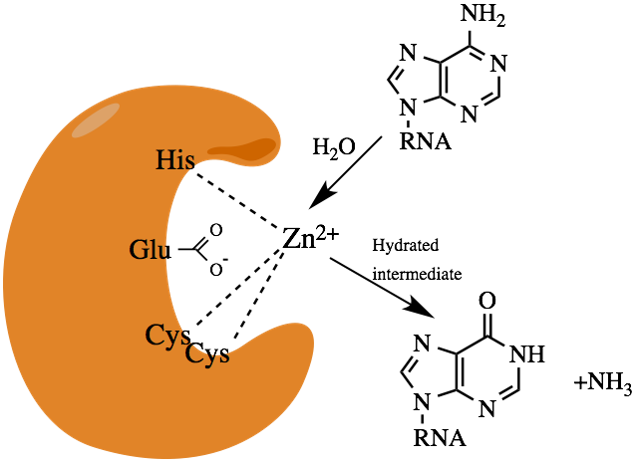 NH₂
N
N
N
N
RNA
H₂O
His
Zn²⁺
Glu
O
O⁻
Hydrated
intermediate
Cys
Cys
O
N
NH
N
N
RNA
+NH₃